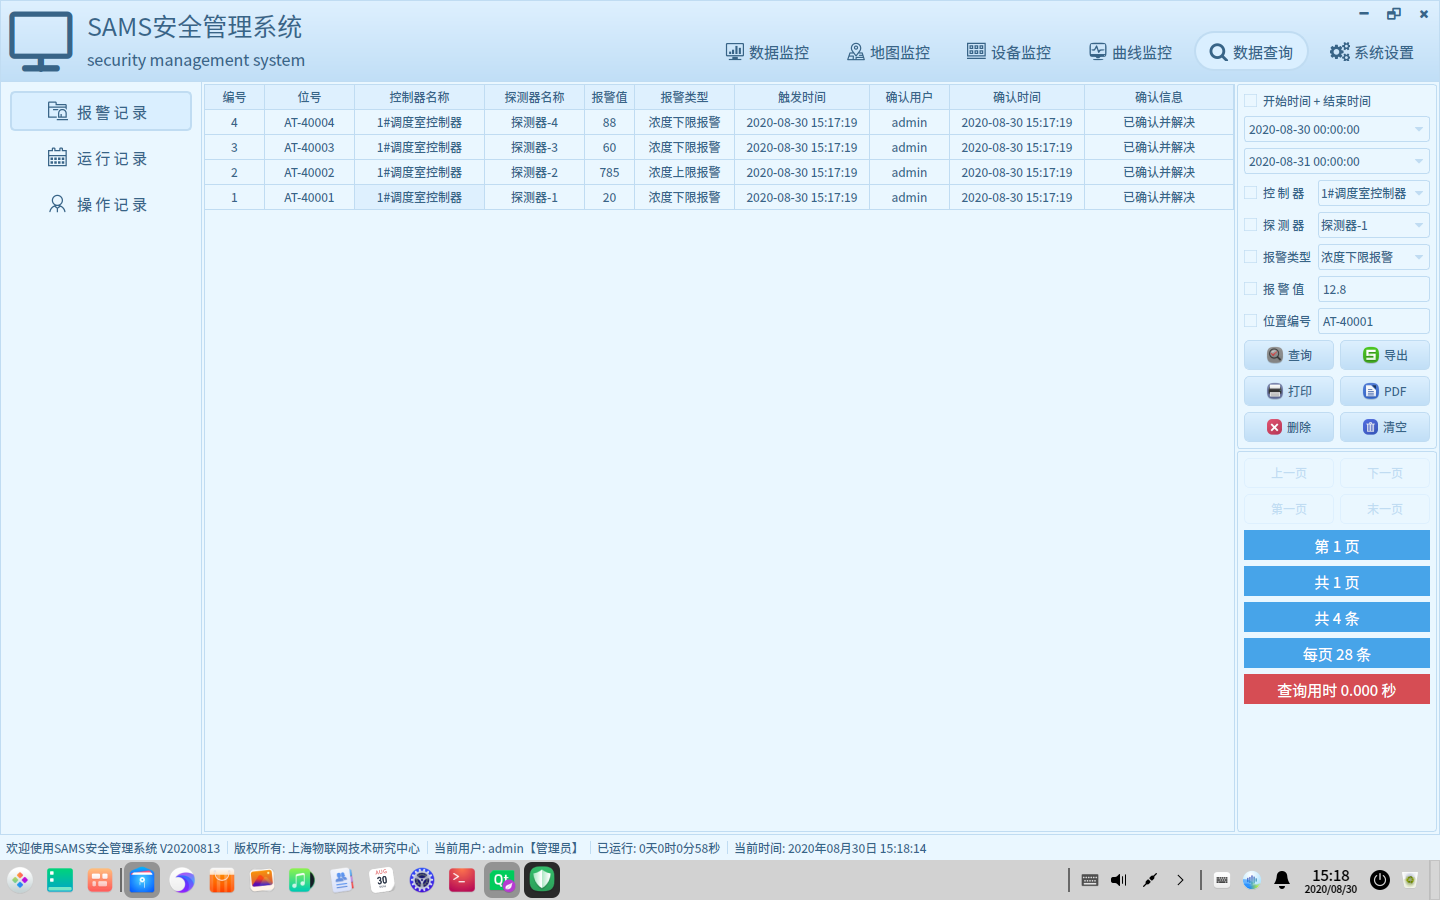 SAMS安全管理系统
security management system
数据监控 地图监控 设备监控 曲线监控 数据查询 系统设置
报警记录
运行记录
操作记录
编号 位号 控制器名称 探测器名称 报警值 报警类型 触发时间 确认用户 确认时间 确认信息
4 AT-40004 1#调度室控制器 探测器-4 88 浓度下限报警 2020-08-30 15:17:19 admin 2020-08-30 15:17:19 已确认并解决
3 AT-40003 1#调度室控制器 探测器-3 60 浓度下限报警 2020-08-30 15:17:19 admin 2020-08-30 15:17:19 已确认并解决
2 AT-40002 1#调度室控制器 探测器-2 785 浓度上限报警 2020-08-30 15:17:19 admin 2020-08-30 15:17:19 已确认并解决
1 AT-40001 1#调度室控制器 探测器-1 20 浓度下限报警 2020-08-30 15:17:19 admin 2020-08-30 15:17:19 已确认并解决
开始时间 + 结束时间
2020-08-30 00:00:00
2020-08-31 00:00:00
控 制 器 1#调度室控制器
探 测 器 探测器-1
报警类型 浓度下限报警
报 警 值 12.8
位置编号 AT-40001
查询 导出
打印 PDF
删除 清空
上一页 下一页
第一页 末一页
第 1 页
共 1 页
共 4 条
每页 28 条
查询用时 0.000 秒
欢迎使用SAMS安全管理系统 V20200813 版权所有: 上海物联网技术研究中心 当前用户: admin【管理员】 已运行: 0天0时0分58秒 当前时间: 2020年08月30日 15:18:14
AUG
30
15:18
2020/08/30